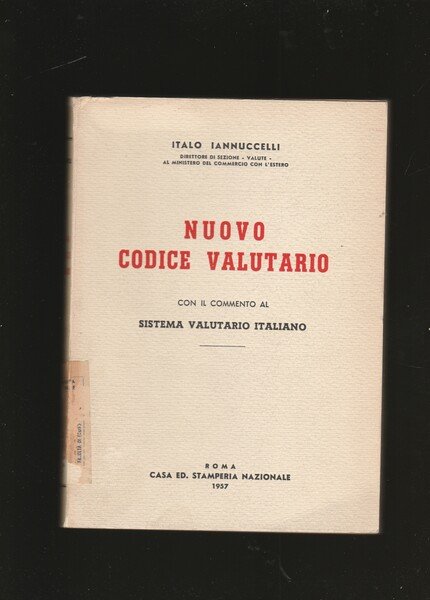 ITALO IANNUCCELLI
DIRETTORE DI SEZIONE « VALUTE »
AL MINISTERO DEL COMMERCIO CON L'ESTERO
NUOVO
CODICE VALUTARIO
CON IL COMMENTO AL
SISTEMA VALUTARIO ITALIANO
ROMA
CASA ED. STAMPERIA NAZIONALE
1957